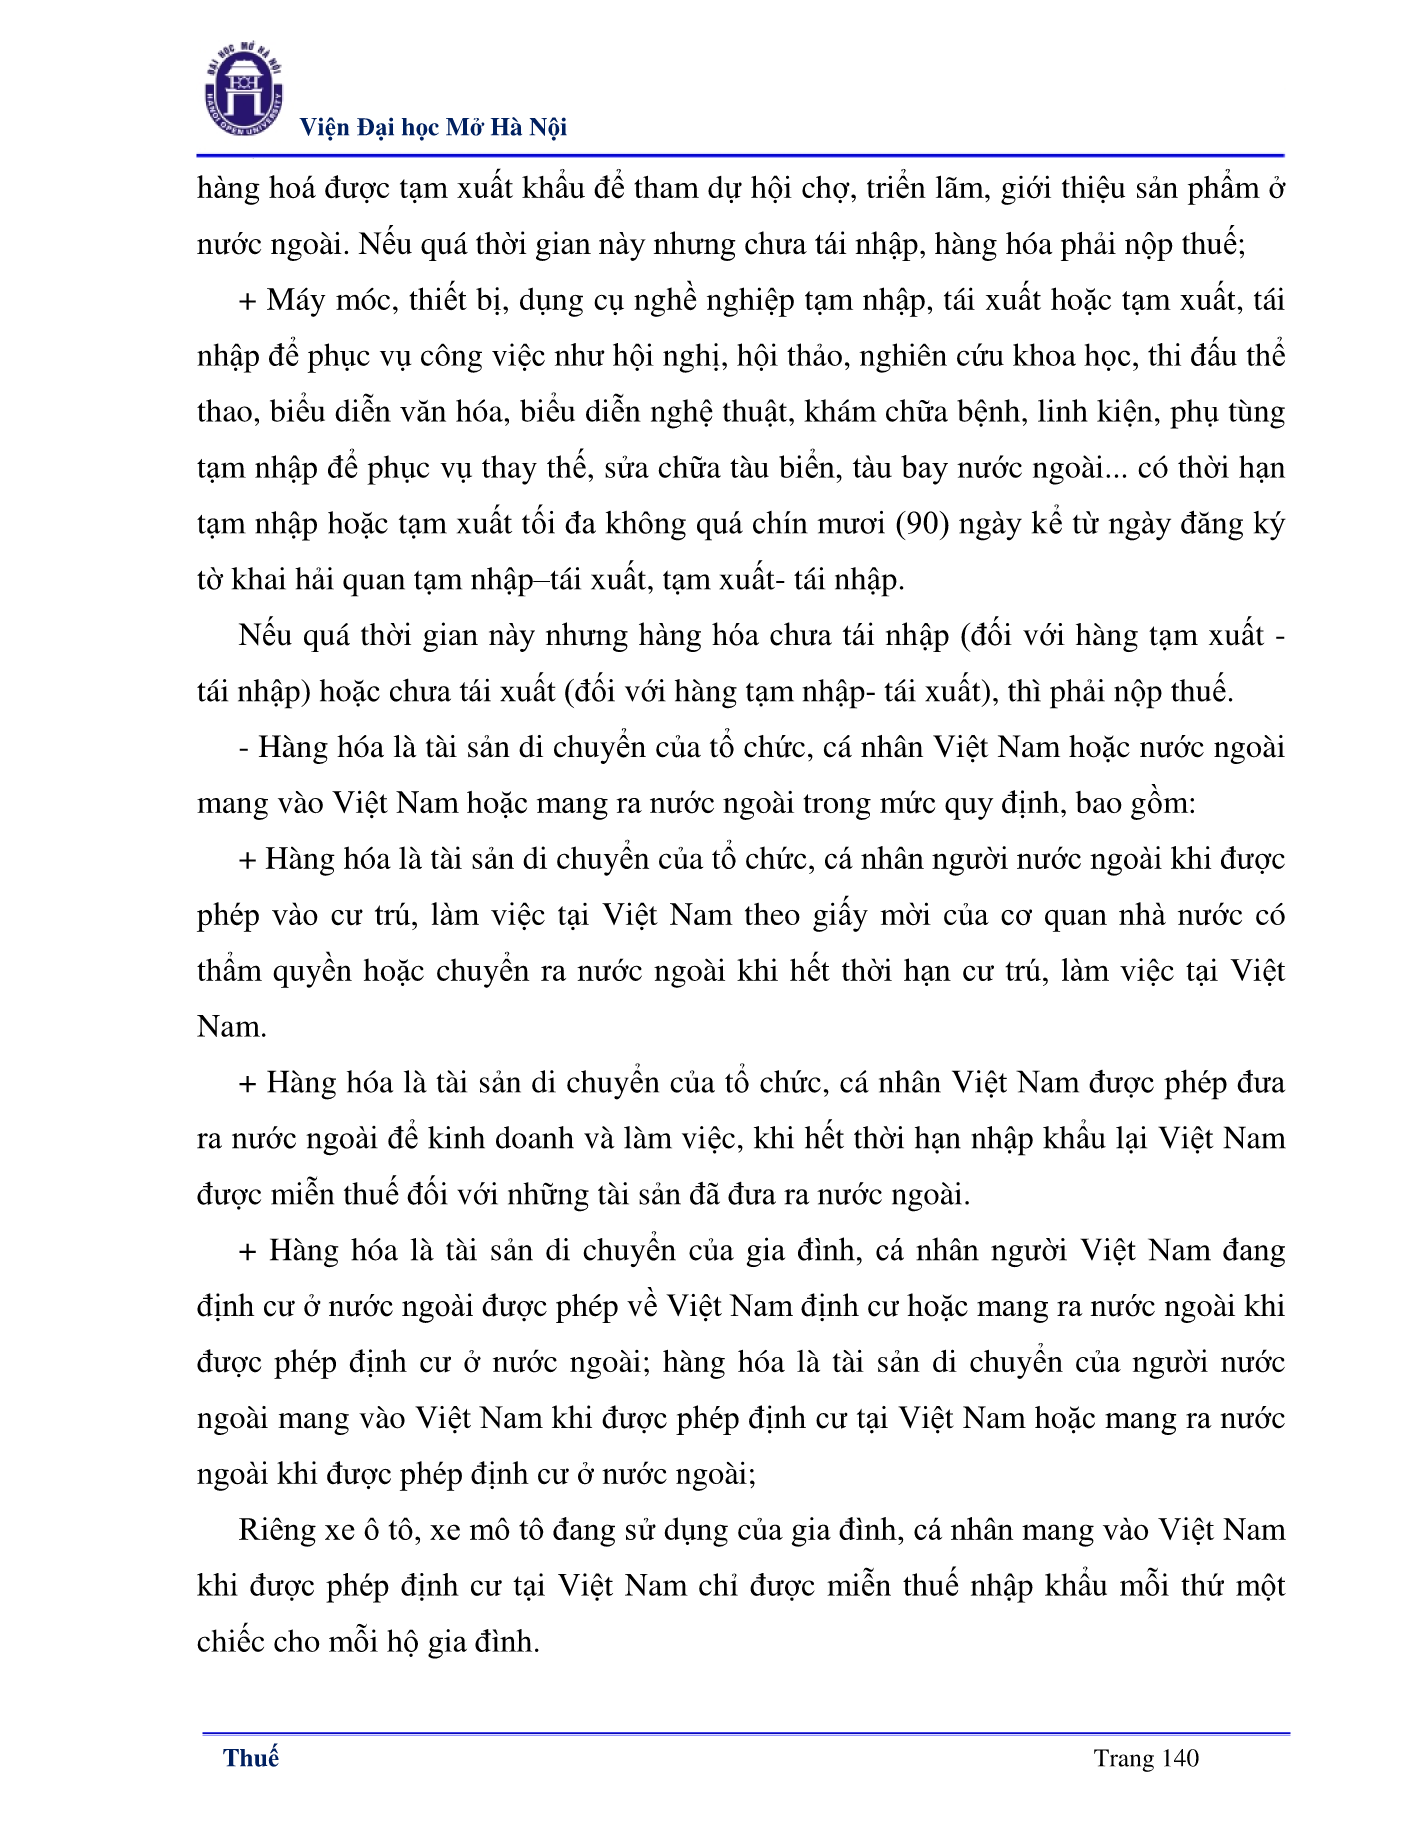 ĐẠI HỌC MỞ HÀ NỘI
HANOI OPEN UNIVERSITY
Viện Đại học Mở Hà Nội
hàng hoá được tạm xuất khẩu để tham dự hội chợ, triển lãm, giới thiệu sản phẩm ở
nước ngoài. Nếu quá thời gian này nhưng chưa tái nhập, hàng hóa phải nộp thuế;
+ Máy móc, thiết bị, dụng cụ nghề nghiệp tạm nhập, tái xuất hoặc tạm xuất, tái
nhập để phục vụ công việc như hội nghị, hội thảo, nghiên cứu khoa học, thi đấu thể
thao, biểu diễn văn hóa, biểu diễn nghệ thuật, khám chữa bệnh, linh kiện, phụ tùng
tạm nhập để phục vụ thay thế, sửa chữa tàu biển, tàu bay nước ngoài... có thời hạn
tạm nhập hoặc tạm xuất tối đa không quá chín mươi (90) ngày kể từ ngày đăng ký
tờ khai hải quan tạm nhập–tái xuất, tạm xuất- tái nhập.
Nếu quá thời gian này nhưng hàng hóa chưa tái nhập (đối với hàng tạm xuất -
tái nhập) hoặc chưa tái xuất (đối với hàng tạm nhập- tái xuất), thì phải nộp thuế.
- Hàng hóa là tài sản di chuyển của tổ chức, cá nhân Việt Nam hoặc nước ngoài
mang vào Việt Nam hoặc mang ra nước ngoài trong mức quy định, bao gồm:
+ Hàng hóa là tài sản di chuyển của tổ chức, cá nhân người nước ngoài khi được
phép vào cư trú, làm việc tại Việt Nam theo giấy mời của cơ quan nhà nước có
thẩm quyền hoặc chuyển ra nước ngoài khi hết thời hạn cư trú, làm việc tại Việt
Nam.
+ Hàng hóa là tài sản di chuyển của tổ chức, cá nhân Việt Nam được phép đưa
ra nước ngoài để kinh doanh và làm việc, khi hết thời hạn nhập khẩu lại Việt Nam
được miễn thuế đối với những tài sản đã đưa ra nước ngoài.
+ Hàng hóa là tài sản di chuyển của gia đình, cá nhân người Việt Nam đang
định cư ở nước ngoài được phép về Việt Nam định cư hoặc mang ra nước ngoài khi
được phép định cư ở nước ngoài; hàng hóa là tài sản di chuyển của người nước
ngoài mang vào Việt Nam khi được phép định cư tại Việt Nam hoặc mang ra nước
ngoài khi được phép định cư ở nước ngoài;
Riêng xe ô tô, xe mô tô đang sử dụng của gia đình, cá nhân mang vào Việt Nam
khi được phép định cư tại Việt Nam chỉ được miễn thuế nhập khẩu mỗi thứ một
chiếc cho mỗi hộ gia đình.
Thuế
Trang 140